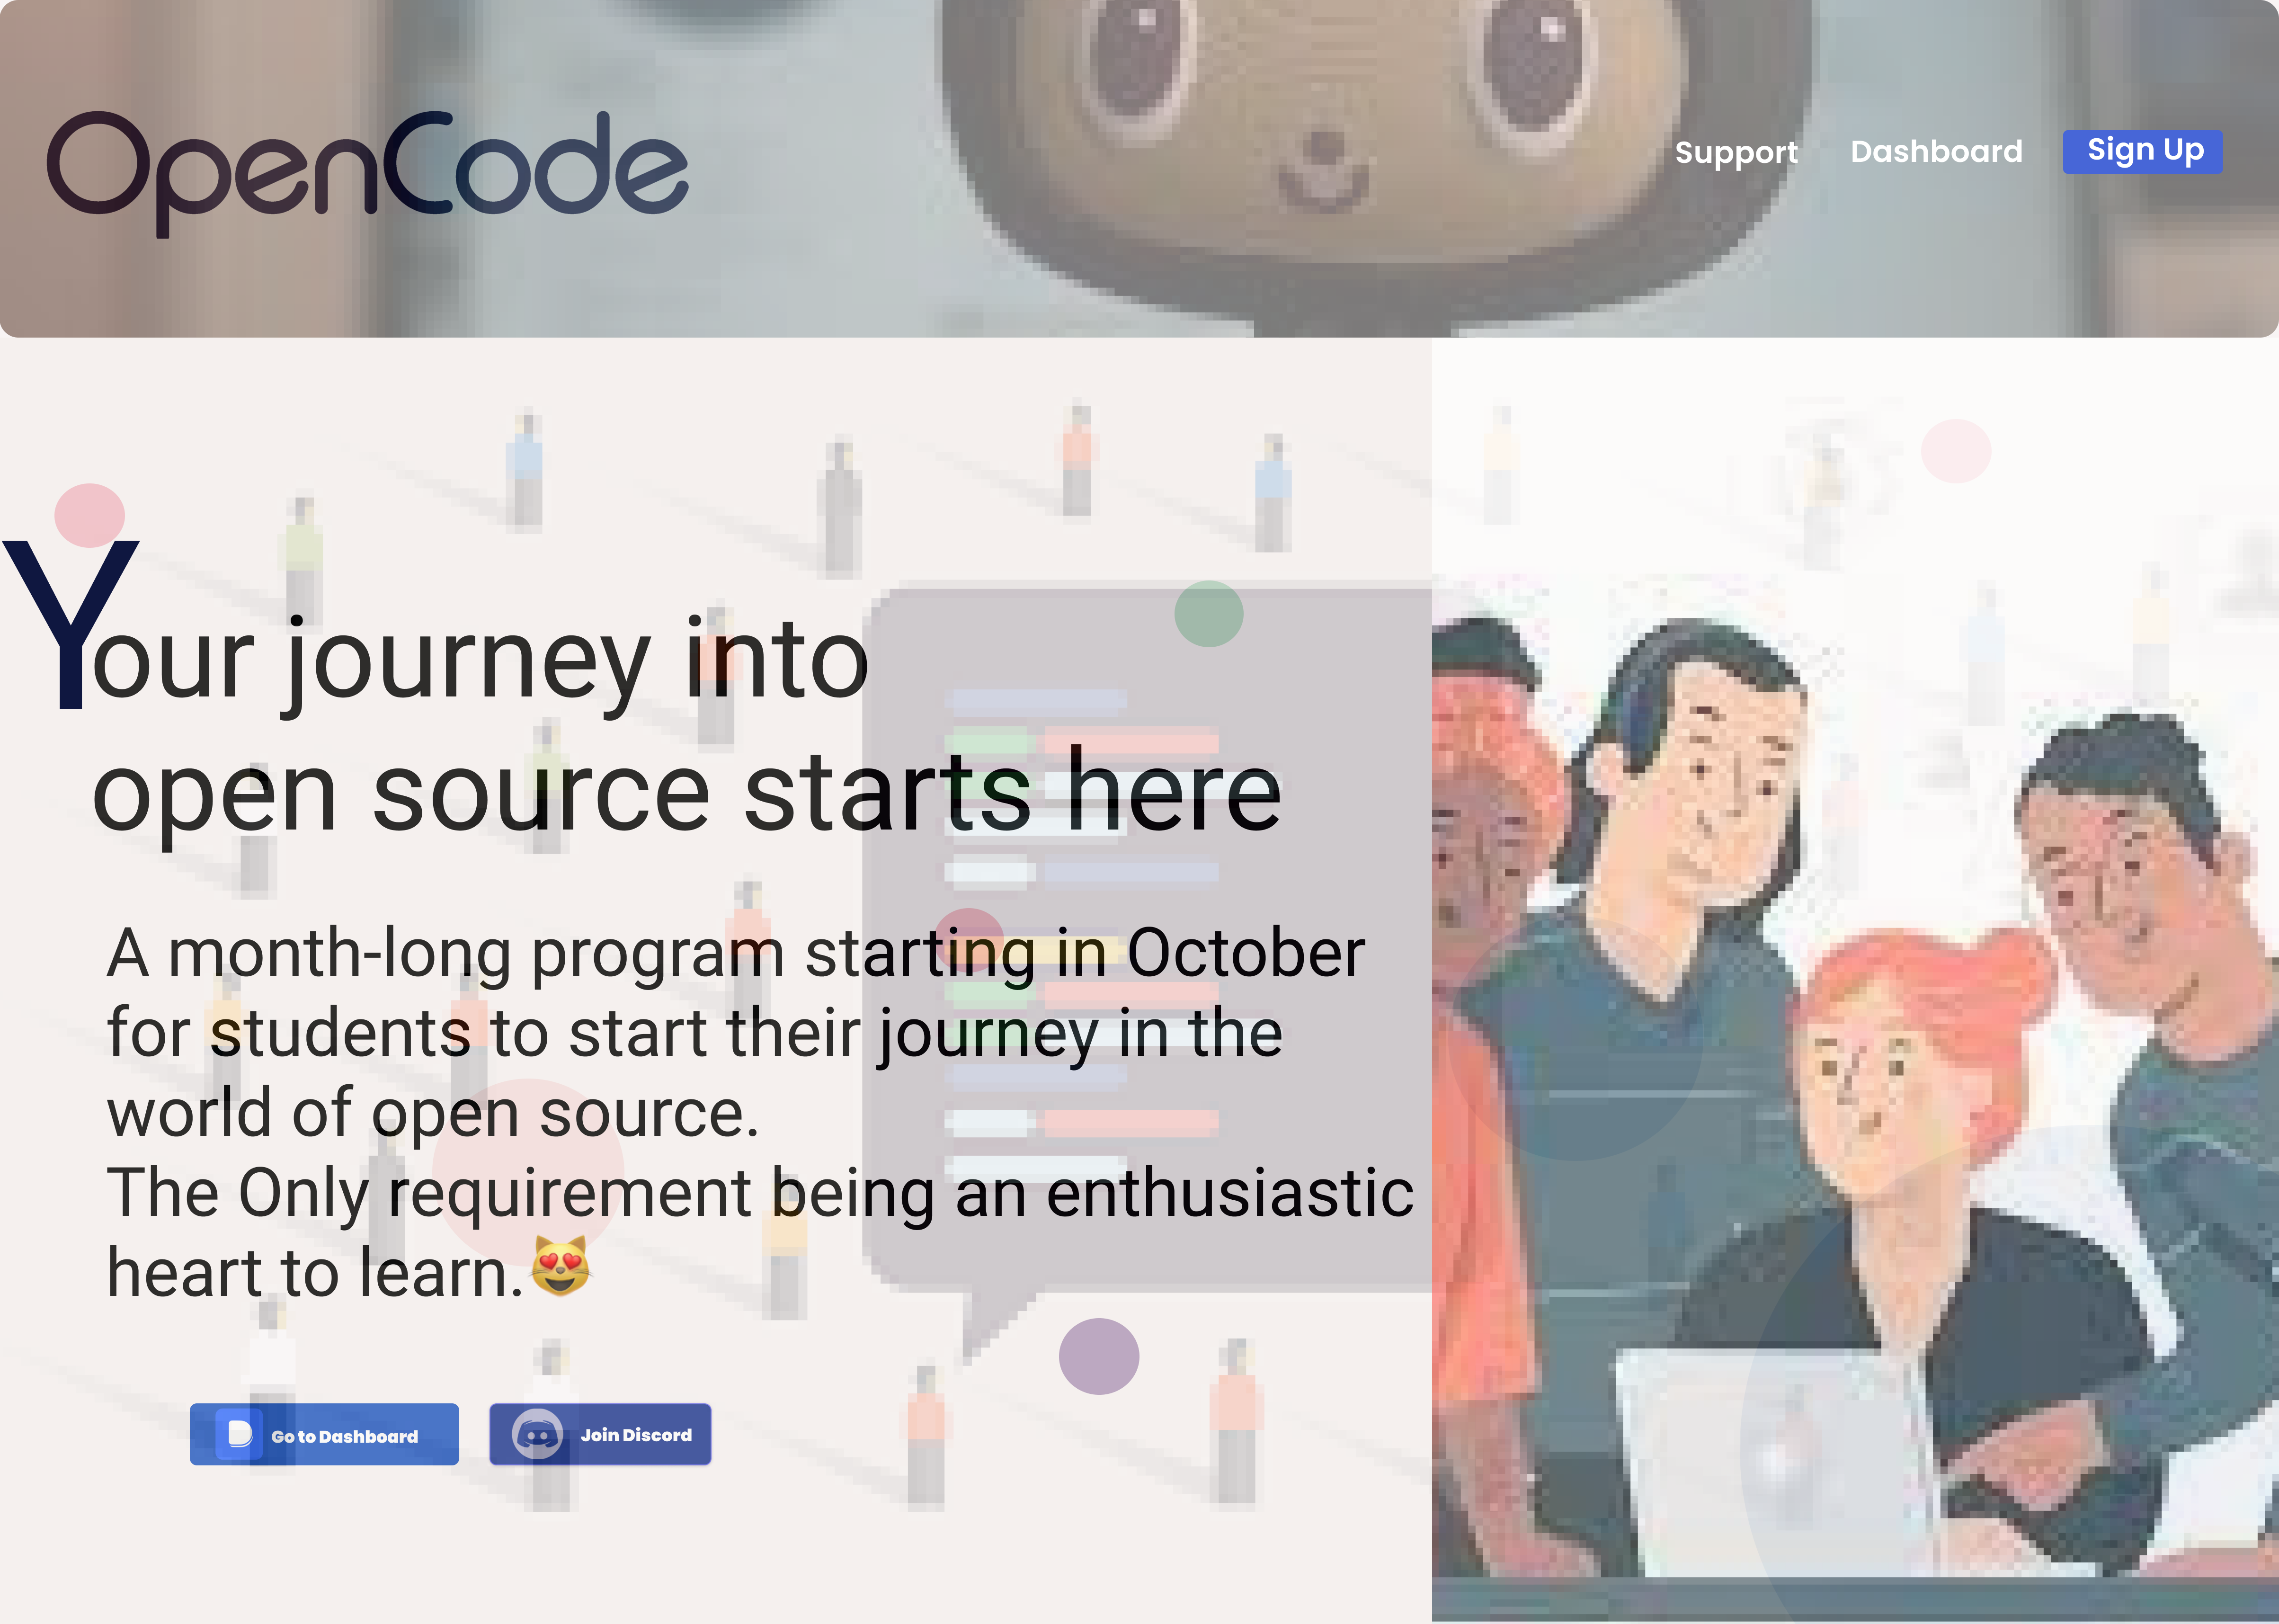 OpenCode
Support Dashboard Sign Up
Your journey into
open source starts here
A month-long program starting in October
for students to start their journey in the
world of open source.
The Only requirement being an enthusiastic
heart to learn.😻
Go to Dashboard
Join Discord